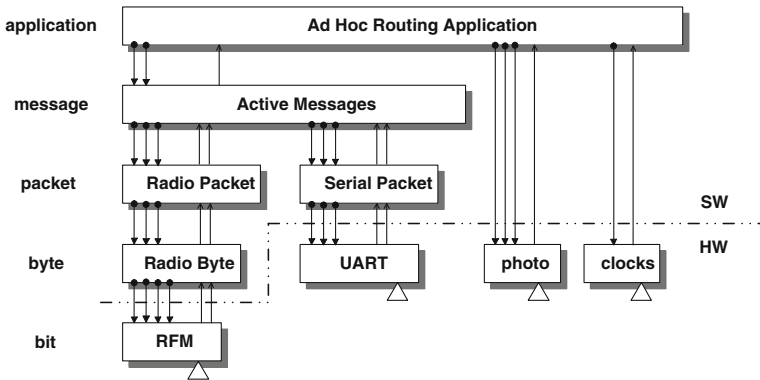 application
Ad Hoc Routing Application
message
Active Messages
packet
Radio Packet
Serial Packet
SW
HW
byte
Radio Byte
UART
photo
clocks
bit
RFM